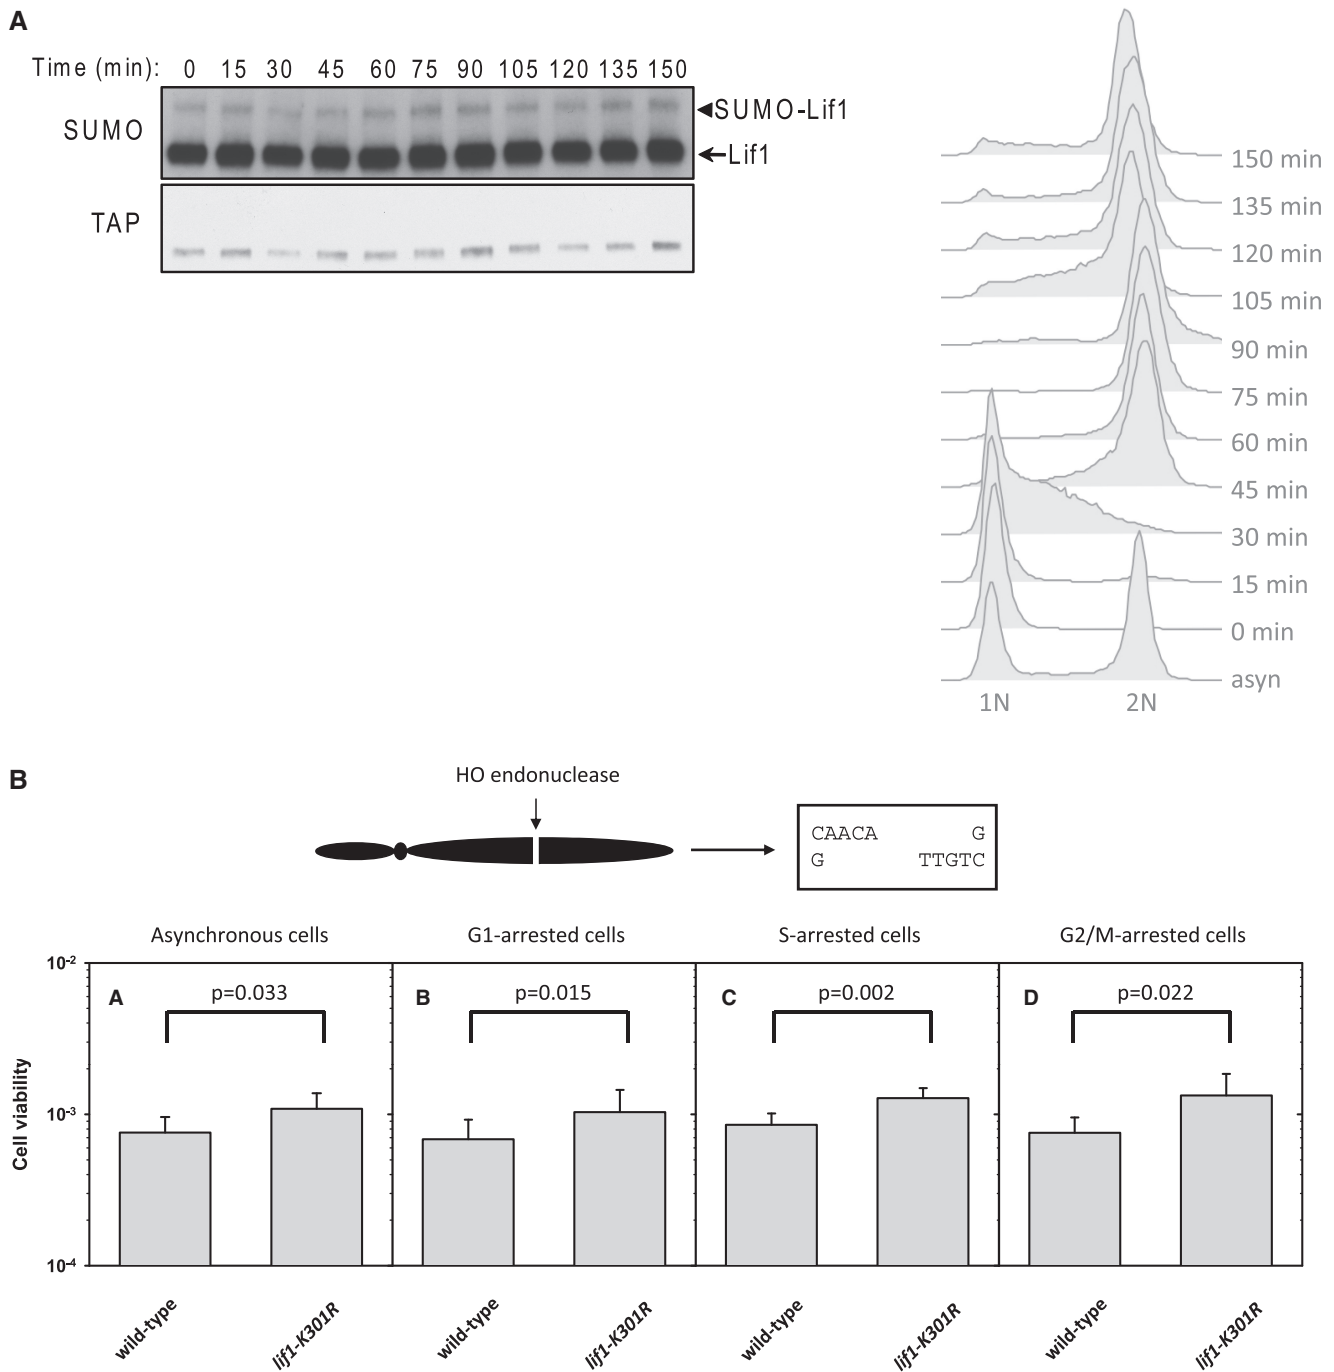 A
Time (min): 0 15 30 45 60 75 90 105 120 135 150
SUMO
SUMO-Lif1
Lif1
TAP
150 min
135 min
120 min
105 min
90 min
75 min
60 min
45 min
30 min
15 min
0 min
asyn
1N 2N
B
HO endonuclease
CAACA G
G TTGTC
Asynchronous cells G1-arrested cells S-arrested cells G2/M-arrested cells
Cell viability
10-2
10-3
10-4
A p=0.033
B p=0.015
C p=0.002
D p=0.022
wild-type lif1-K301R wild-type lif1-K301R wild-type lif1-K301R wild-type lif1-K301R